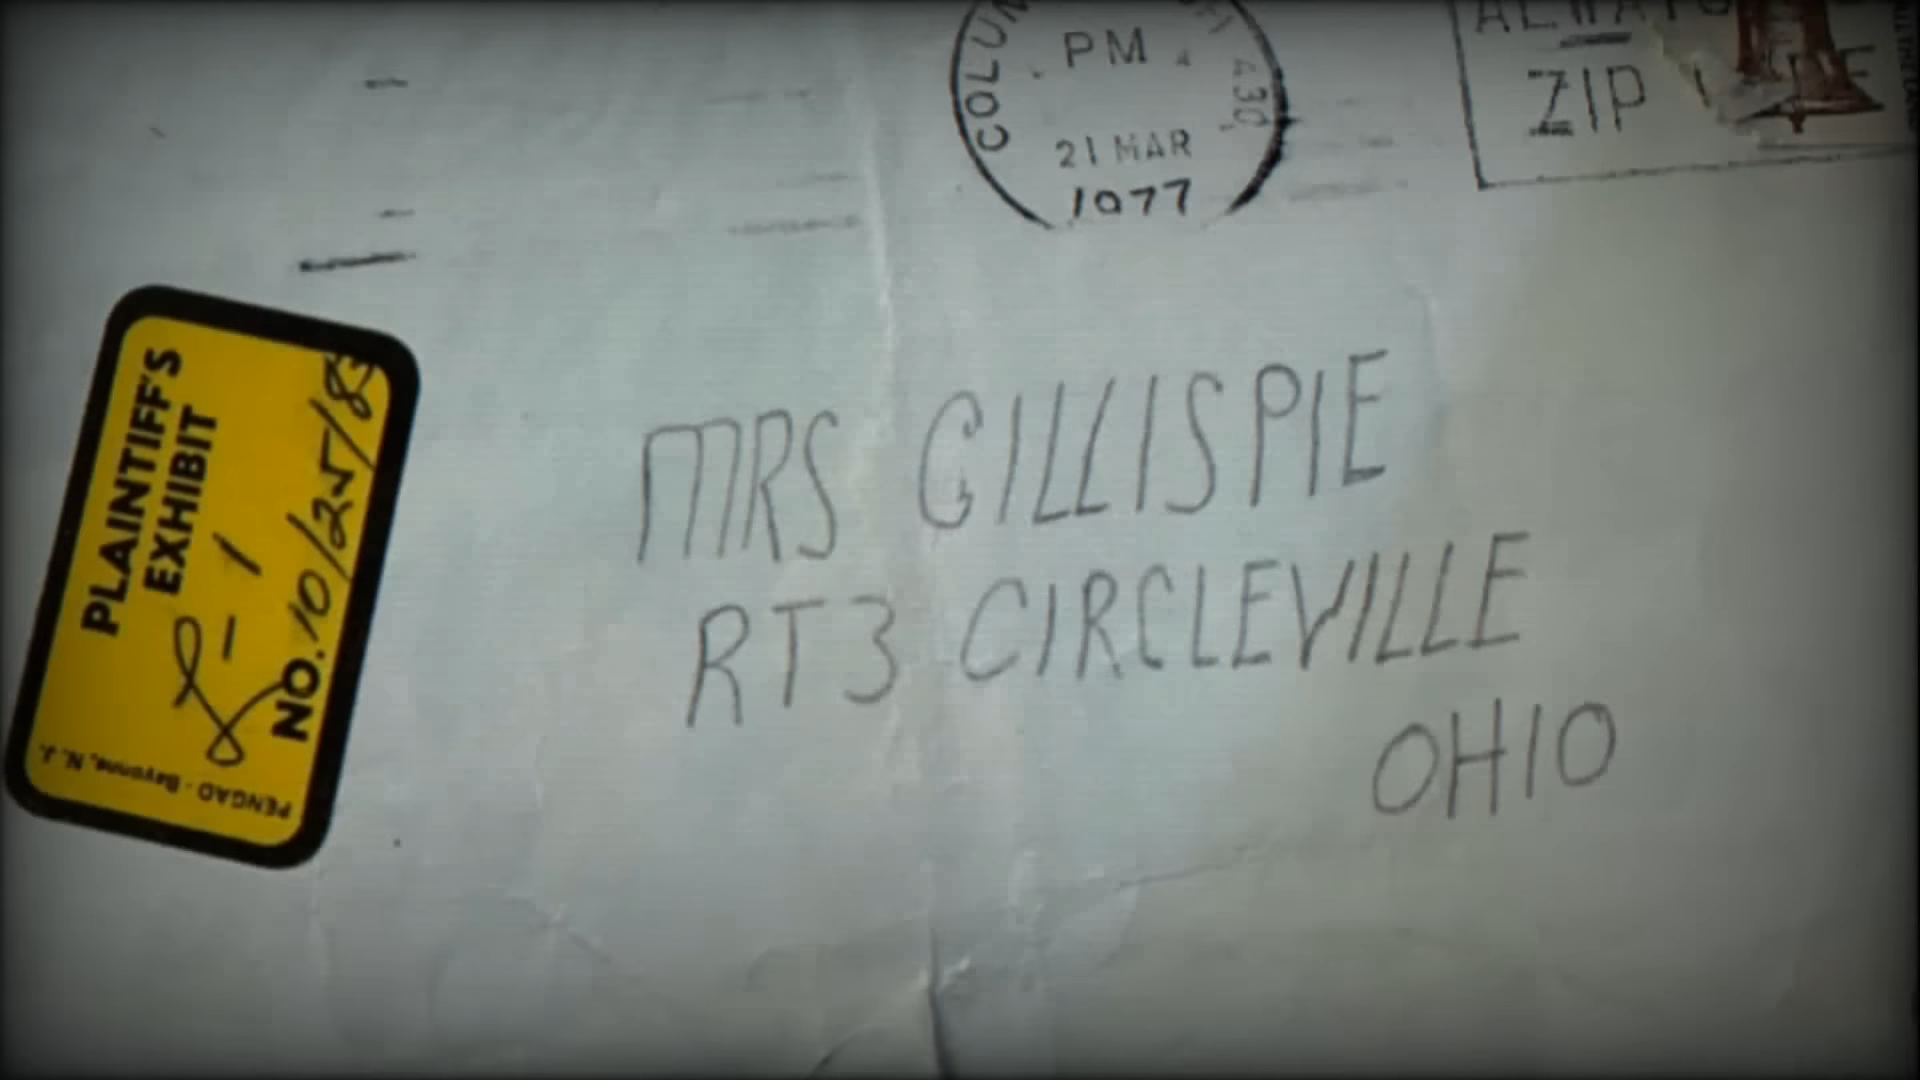 PM
21 MAR
1977
ZIP
MRS GILLISPIE
RT3 CIRCLEVILLE
OHIO
PLAINTIFF'S
EXHIBIT
NO. 10/25/83
PENGAD - Bayonne, N. J.